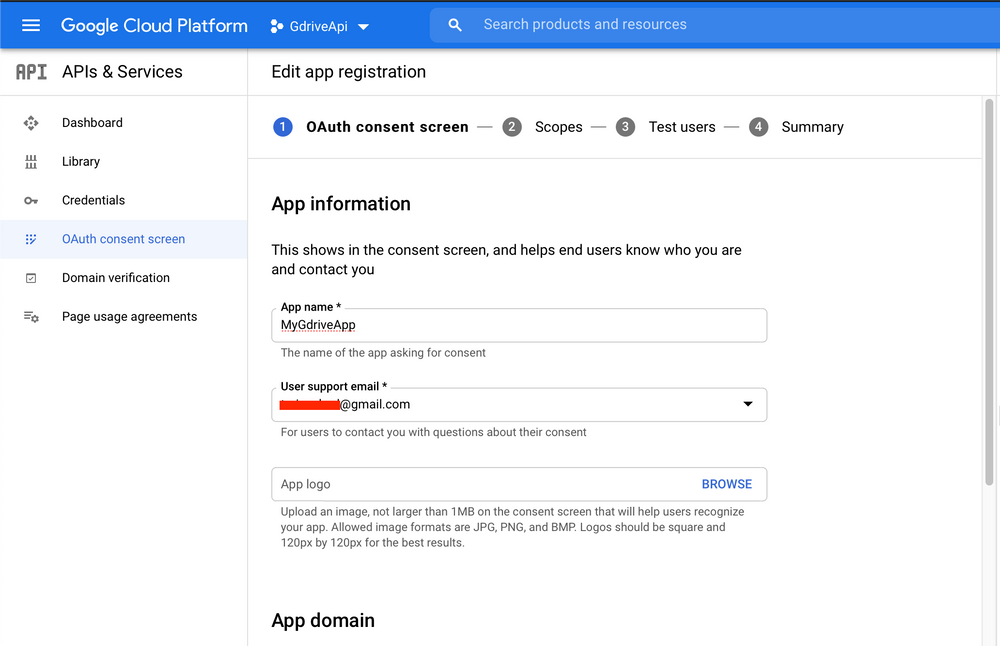 Google Cloud Platform
GdriveApi
Search products and resources
API
APIs & Services
Edit app registration
Dashboard
Library
Credentials
OAuth consent screen
Domain verification
Page usage agreements
1 OAuth consent screen — 2 Scopes — 3 Test users — 4 Summary
App information
This shows in the consent screen, and helps end users know who you are
and contact you
App name *
MyGdriveApp
The name of the app asking for consent
User support email *
@gmail.com
For users to contact you with questions about their consent
App logo
BROWSE
Upload an image, not larger than 1MB on the consent screen that will help users recognize
your app. Allowed image formats are JPG, PNG, and BMP. Logos should be square and
120px by 120px for the best results.
App domain